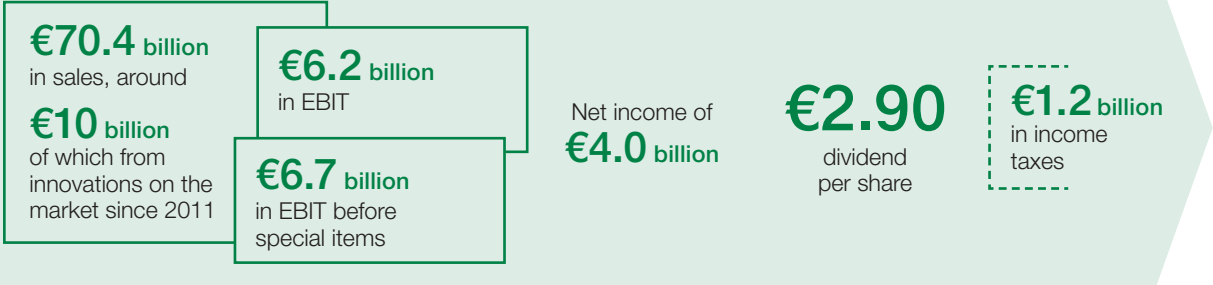 €70.4 billion
in sales, around
€10 billion
of which from
innovations on the
market since 2011
€6.2 billion
in EBIT
€6.7 billion
in EBIT before
special items
Net income of
€4.0 billion
€2.90
dividend
per share
€1.2 billion
in income
taxes